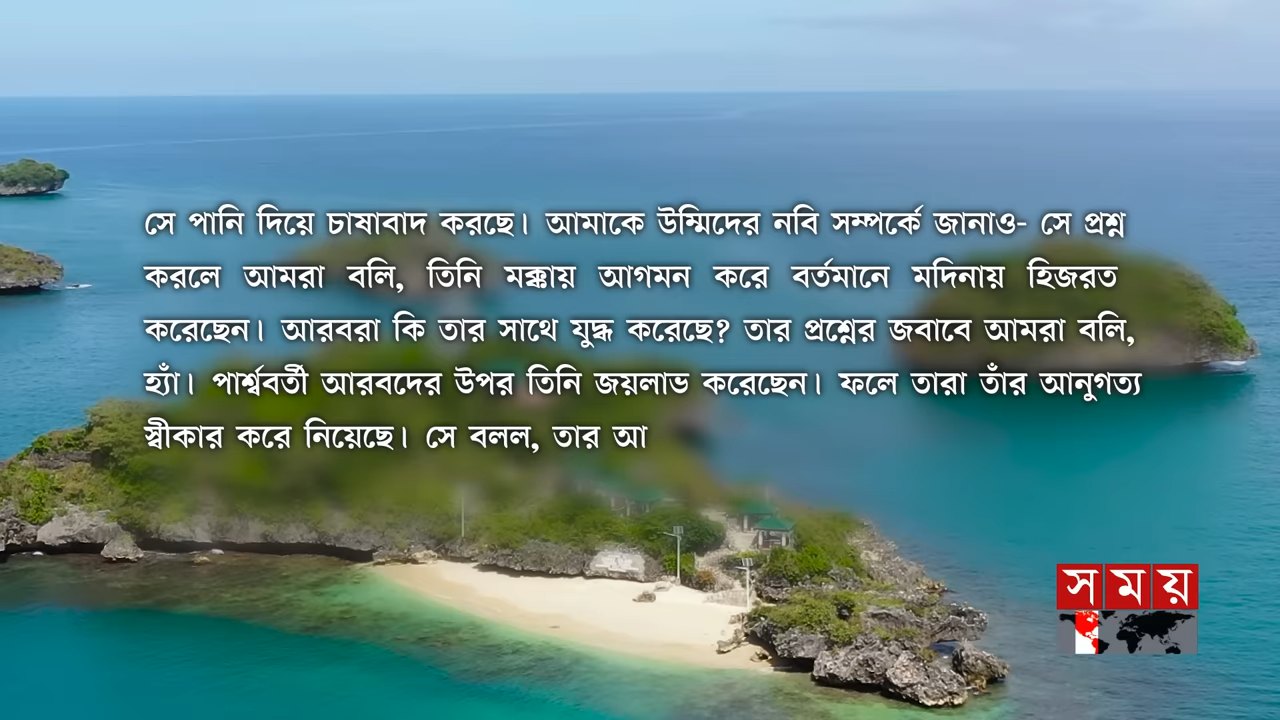 সে পানি দিয়ে চাষাবাদ করছে। আমাকে উম্মিদের নবি সম্পর্কে জানাও- সে প্রশ্ন
করলে আমরা বলি, তিনি মক্কায় আগমন করে বর্তমানে মদিনায় হিজরত
করেছেন। আরবরা কি তার সাথে যুদ্ধ করেছে? তার প্রশ্নের জবাবে আমরা বলি,
হ্যাঁ। পার্শ্ববর্তী আরবদের উপর তিনি জয়লাভ করেছেন। ফলে তারা তাঁর আনুগত্য
স্বীকার করে নিয়েছে। সে বলল, তার আ
সময়